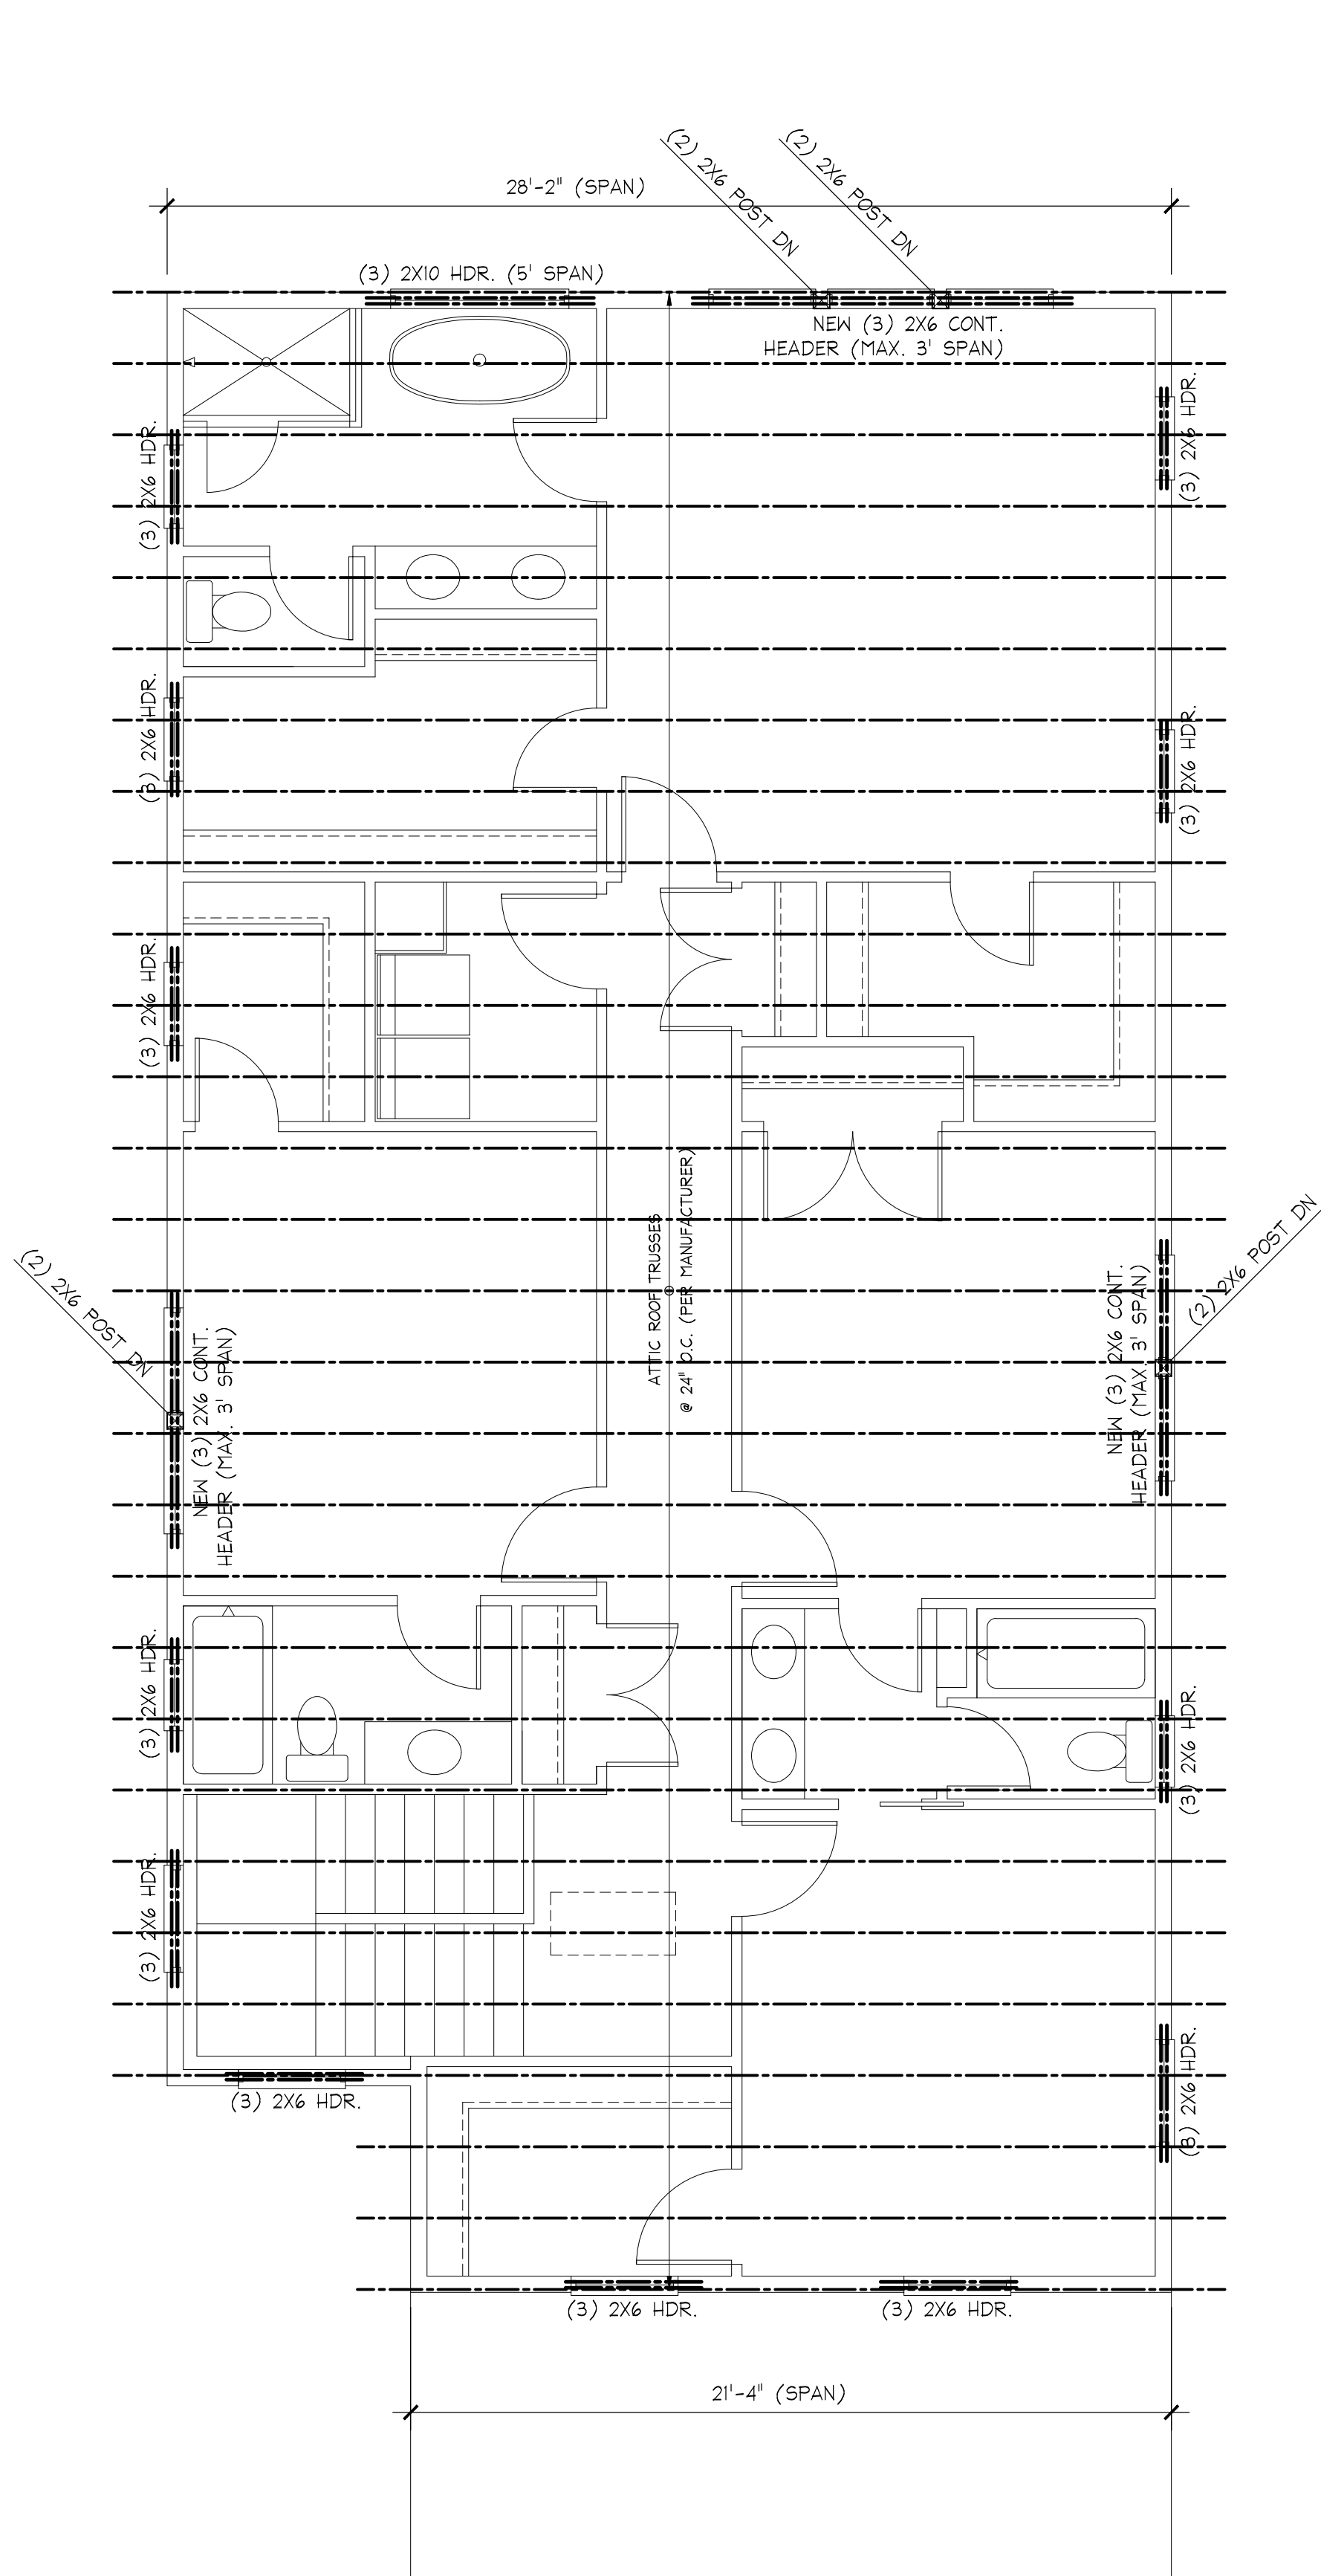 (2) 2X6 POST DN
(2) 2X6 POST DN
28'-2" (SPAN)
(3) 2X10 HDR. (5' SPAN)
NEW (3) 2X6 CONT.
HEADER (MAX. 3' SPAN)
(3) 2X6 HDR.
(3) 2X6 HDR.
(3) 2X6 HDR.
(3) 2X6 HDR.
(3) 2X6 HDR.
ATTIC ROOF TRUSSES
@ 24" O.C. (PER MANUFACTURER)
(2) 2X6 POST DN
(2) 2X6 POST DN
NEW (3) 2X6 CONT.
HEADER (MAX. 3' SPAN)
NEW (3) 2X6 CONT.
HEADER (MAX. 3' SPAN)
(3) 2X6 HDR.
(3) 2X6 HDR.
(3) 2X6 HDR.
(3) 2X6 HDR.
(3) 2X6 HDR.
(3) 2X6 HDR.
(3) 2X6 HDR.
21'-4" (SPAN)